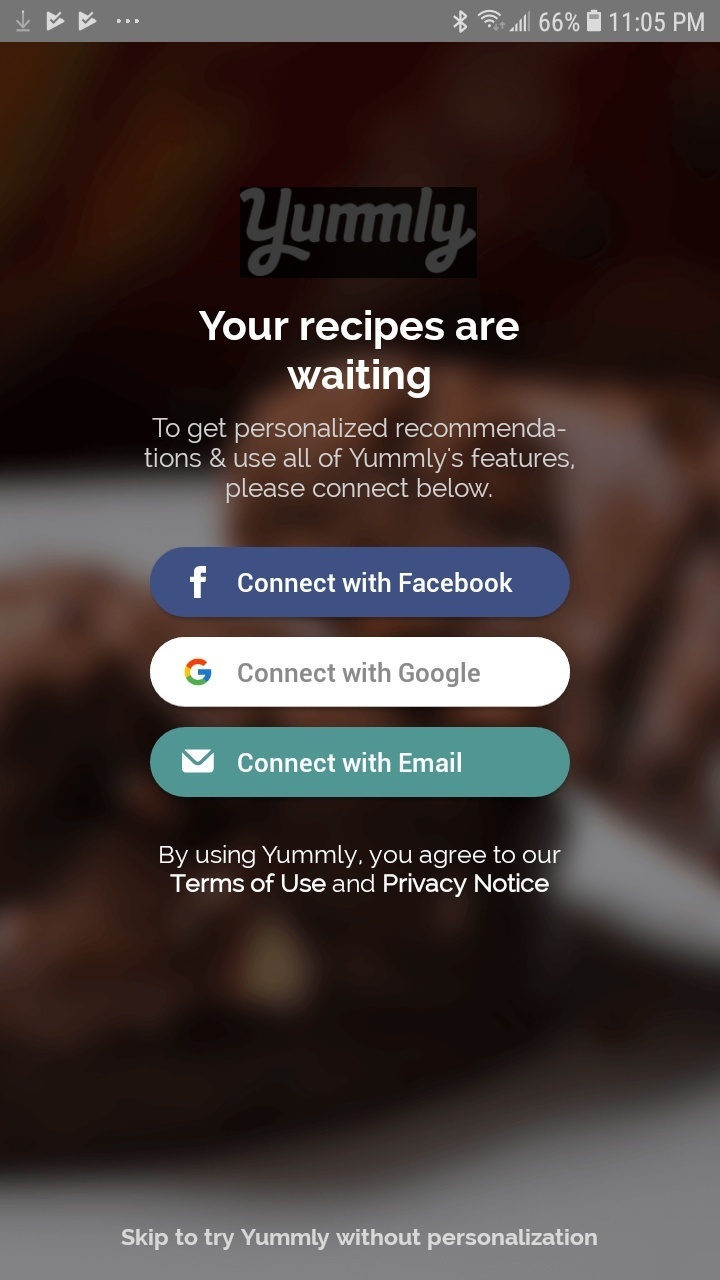 66% 11:05 PM
Yummly
Your recipes are
waiting
To get personalized recommenda-
tions & use all of Yummly's features,
please connect below.
Connect with Facebook
Connect with Google
Connect with Email
By using Yummly, you agree to our
Terms of Use and Privacy Notice
Skip to try Yummly without personalization